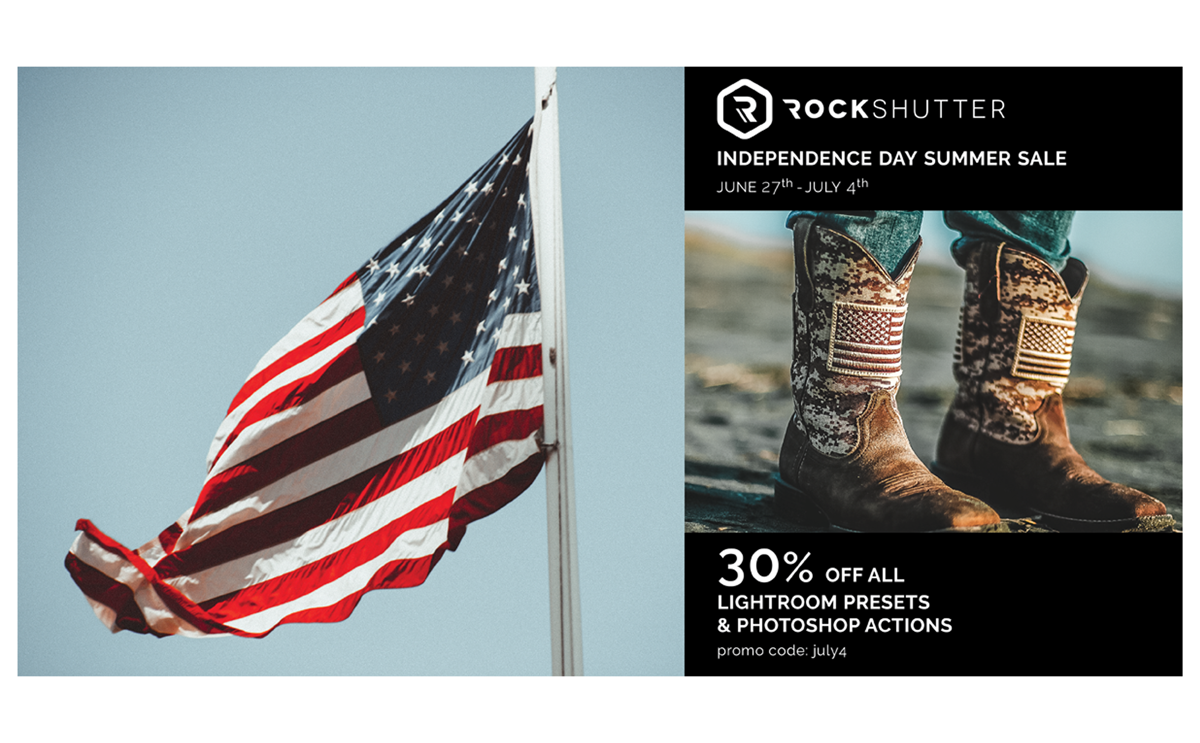 ROCKSHUTTER
INDEPENDENCE DAY SUMMER SALE
JUNE 27th - JULY 4th
30% OFF ALL
LIGHTROOM PRESETS
& PHOTOSHOP ACTIONS
promo code: july4